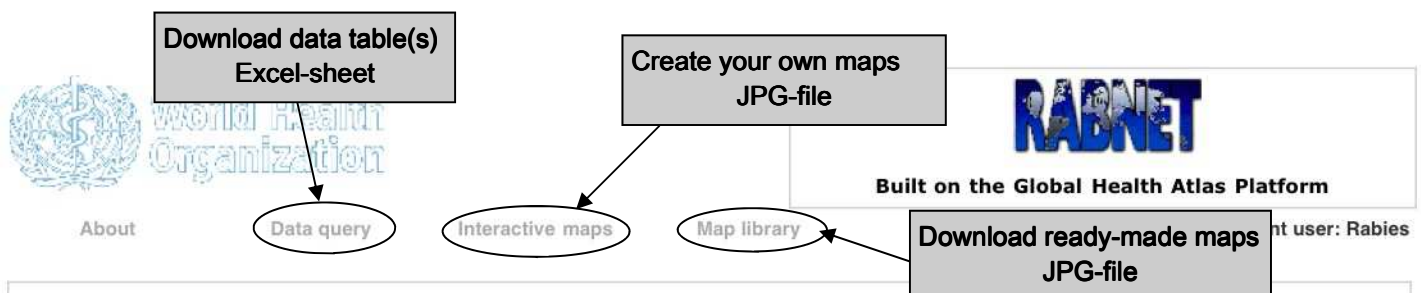 Download data table(s)
Excel-sheet
Create your own maps
JPG-file
World Health
Organization
RABNET
Built on the Global Health Atlas Platform
About
Data query
Interactive maps
Map library
Download ready-made maps
JPG-file
nt user: Rabies